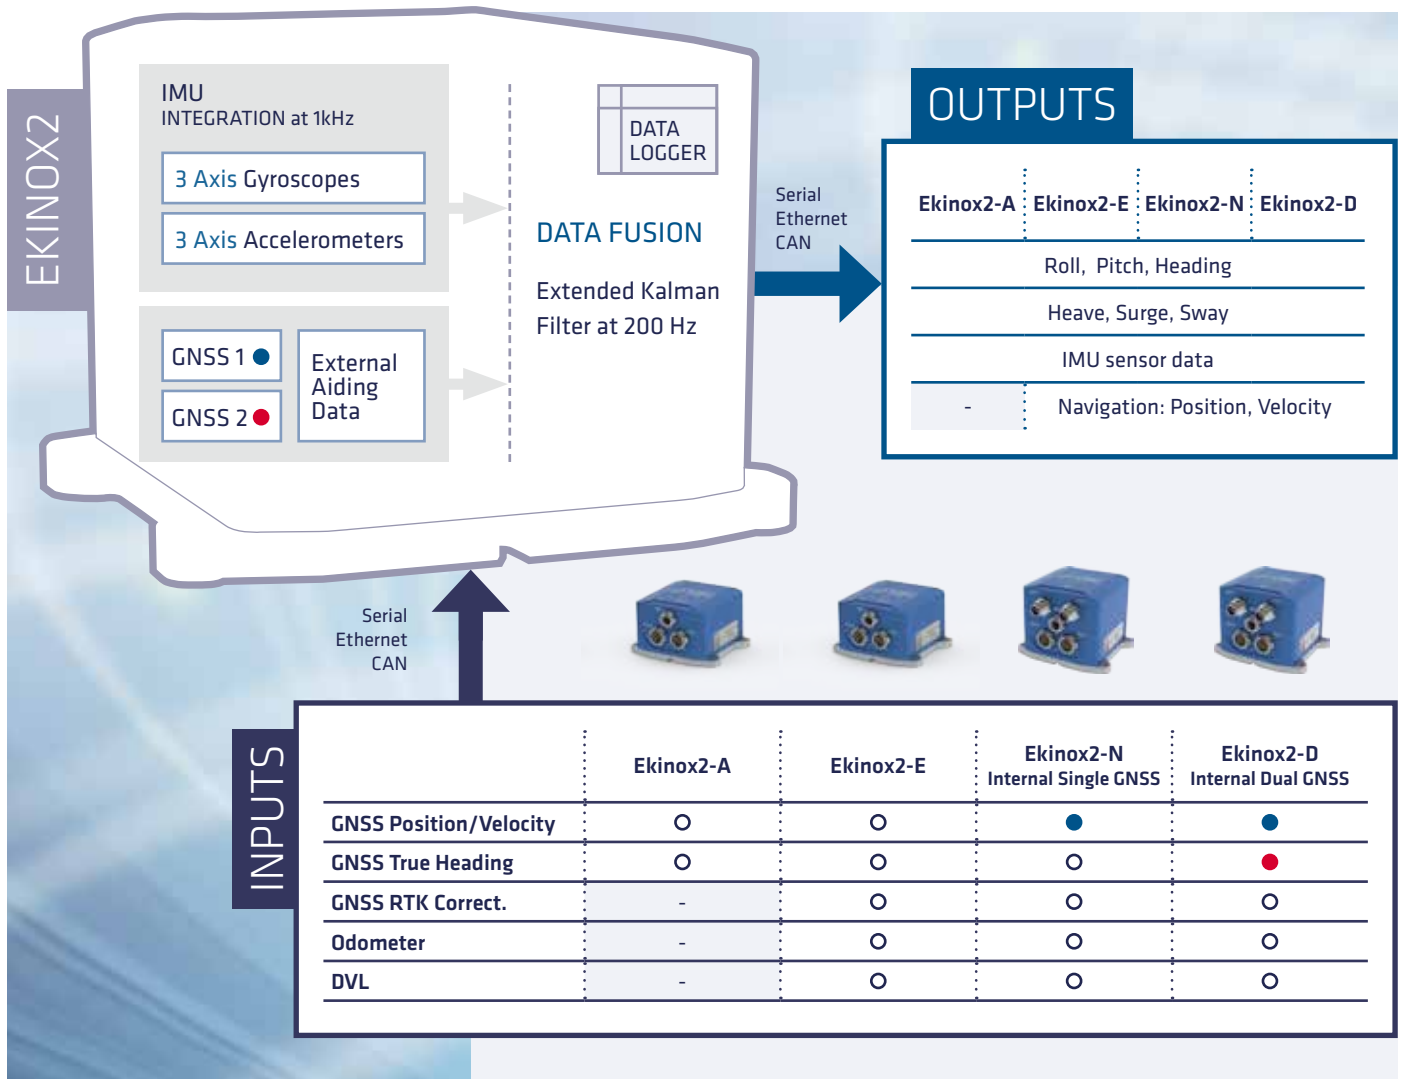 EKINOX2
IMU
INTEGRATION at 1kHz
3 Axis Gyroscopes
3 Axis Accelerometers
GNSS 1
GNSS 2
External
Aiding
Data
DATA
LOGGER
DATA FUSION
Extended Kalman
Filter at 200 Hz
Serial
Ethernet
CAN
OUTPUTS
Ekinox2-A Ekinox2-E Ekinox2-N Ekinox2-D
Roll, Pitch, Heading
Heave, Surge, Sway
IMU sensor data
- Navigation: Position, Velocity
Serial
Ethernet
CAN
INPUTS
Ekinox2-A Ekinox2-E Ekinox2-N Ekinox2-D
Internal Single GNSS Internal Dual GNSS
GNSS Position/Velocity
GNSS True Heading
GNSS RTK Correct. -
Odometer -
DVL -